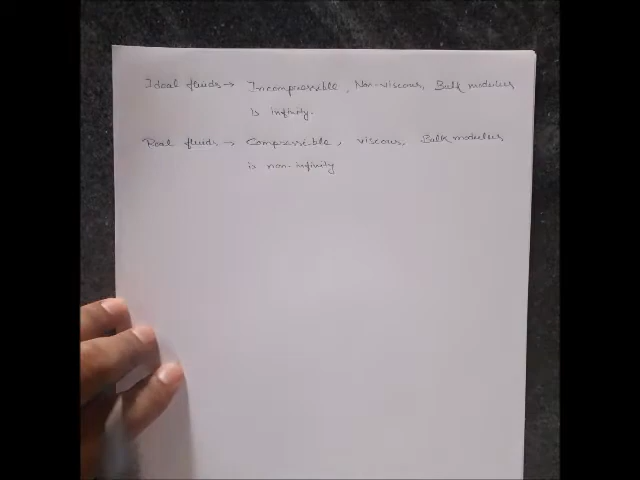 Ideal fluids → Incompressible, Non-viscous, Bulk modulus
is infinity.
Real fluids → Compressible, viscous, Bulk modulus,
is non-infinity